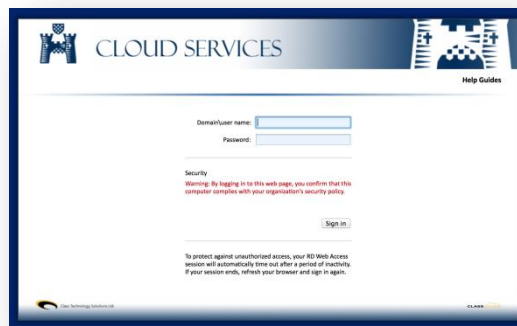 CLOUD SERVICES
Help Guides
Domain\user name:
Password:
Security
Warning: By logging in to this web page, you confirm that this
computer complies with your organization's security policy.
Sign in
To protect against unauthorized access, your RD Web Access
session will automatically time out after a period of inactivity.
If your session ends, refresh your browser and sign in again.
Class Technology Solutions Ltd
CLASS